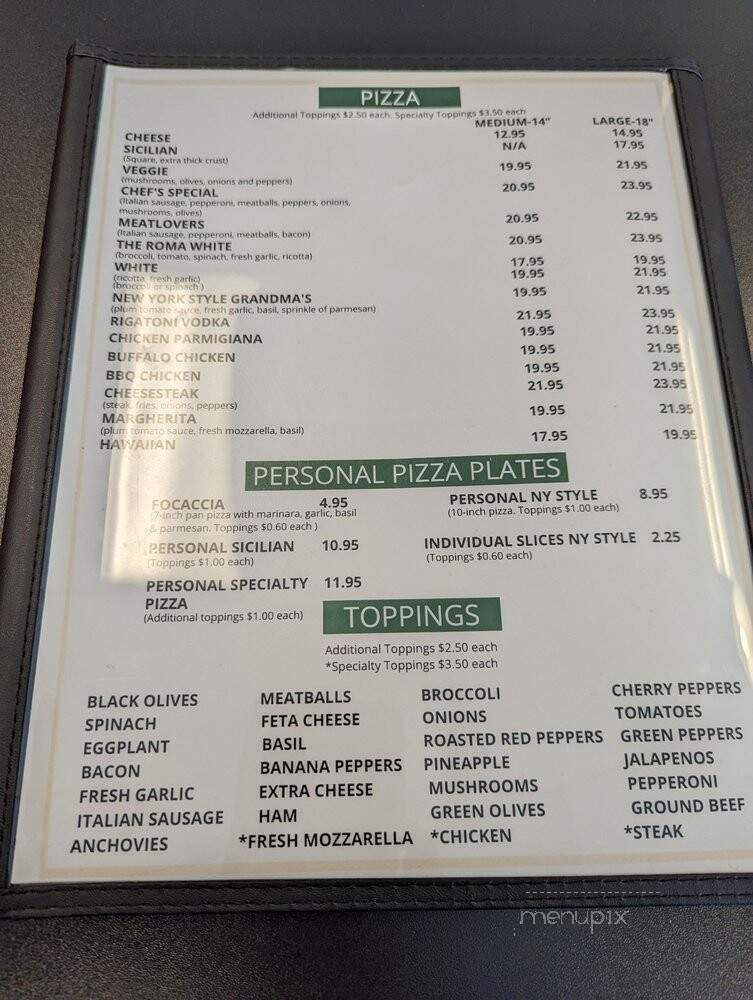 PIZZA
Additional Toppings $2.50 each. Specialty Toppings $3.50 each
MEDIUM-14" LARGE-18"
CHEESE 12.95 14.95
SICILIAN N/A 17.95
(Square, extra thick crust)
VEGGIE 19.95 21.95
(mushrooms, olives, onions and peppers)
CHEF'S SPECIAL 20.95 23.95
(Italian sausage, pepperoni, meatballs, peppers, onions,
mushrooms, olives)
MEATLOVERS 20.95 22.95
(Italian sausage, pepperoni, meatballs, bacon)
THE ROMA WHITE 20.95 23.95
(broccoli, tomato, spinach, fresh garlic, ricotta)
WHITE 17.95 19.95
(ricotta, fresh garlic) 19.95 21.95
(broccoli or spinach )
NEW YORK STYLE GRANDMA'S 19.95 21.95
(plum tomato sauce, fresh garlic, basil, sprinkle of parmesan)
RIGATONI VODKA 21.95 23.95
CHICKEN PARMIGIANA 19.95 21.95
BUFFALO CHICKEN 19.95 21.95
BBQ CHICKEN 19.95 21.95
CHEESESTEAK 21.95 23.95
(steak, fries, onions, peppers)
MARGHERITA 19.95 21.95
(plum tomato sauce, fresh mozzarella, basil)
HAWAIIAN 17.95 19.95
PERSONAL PIZZA PLATES
FOCACCIA 4.95
(7-inch pan pizza with marinara, garlic, basil
& parmesan. Toppings $0.60 each )
PERSONAL NY STYLE 8.95
(10-inch pizza. Toppings $1.00 each)
PERSONAL SICILIAN 10.95
(Toppings $1.00 each)
INDIVIDUAL SLICES NY STYLE 2.25
(Toppings $0.60 each)
PERSONAL SPECIALTY 11.95
PIZZA
(Additional toppings $1.00 each)
TOPPINGS
Additional Toppings $2.50 each
*Specialty Toppings $3.50 each
BLACK OLIVES MEATBALLS BROCCOLI CHERRY PEPPERS
SPINACH FETA CHEESE ONIONS TOMATOES
EGGPLANT BASIL ROASTED RED PEPPERS GREEN PEPPERS
BACON BANANA PEPPERS PINEAPPLE JALAPENOS
FRESH GARLIC EXTRA CHEESE MUSHROOMS PEPPERONI
ITALIAN SAUSAGE HAM GREEN OLIVES GROUND BEEF
ANCHOVIES *FRESH MOZZARELLA *CHICKEN *STEAK
menupix